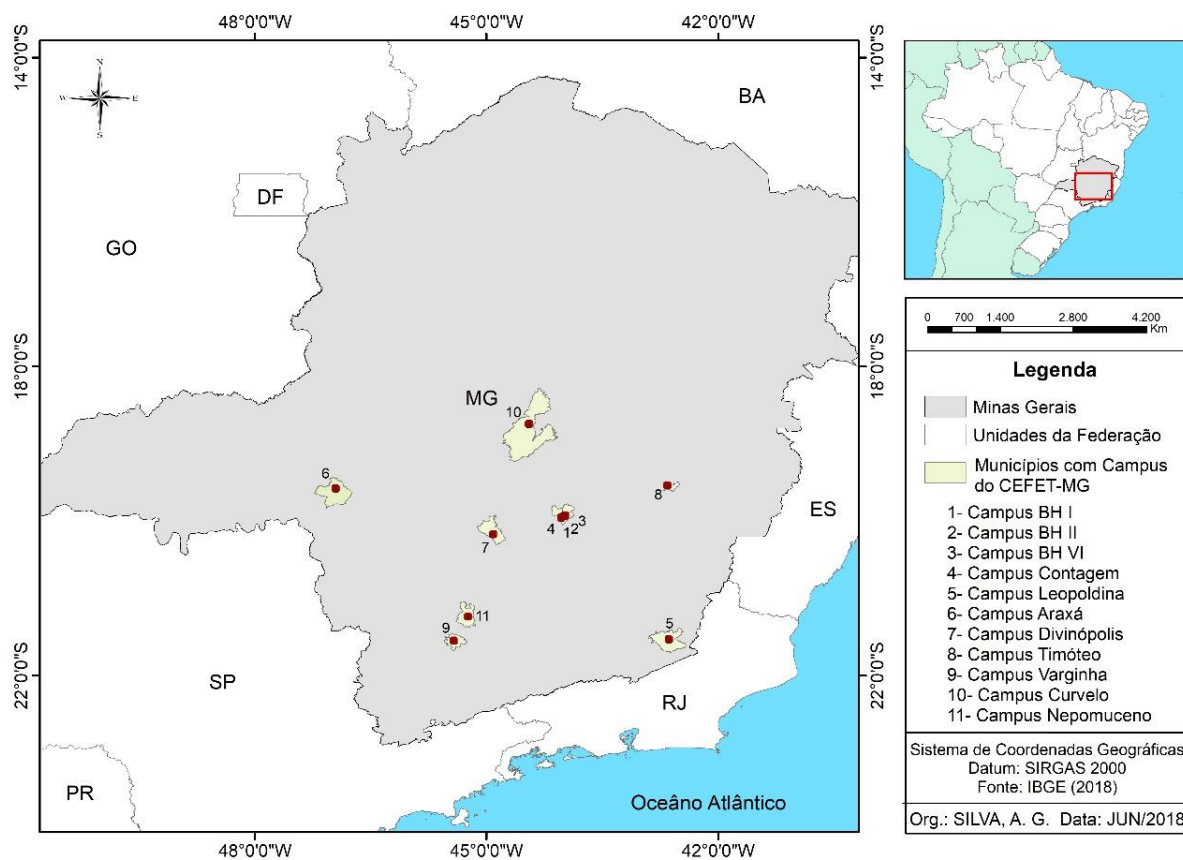 48°0'0"W 45°0'0"W 42°0'0"W
14°0'0"S 14°0'0"S
N
W E
S
BA
DF
GO
18°0'0"S 18°0'0"S
MG
10
6
8
3
4 12
7
ES
11
9
5
SP
22°0'0"S 22°0'0"S
RJ
PR
Oceâno Atlântico
48°0'0"W 45°0'0"W 42°0'0"W
0 700 1.400 2.800 4.200
Km
Legenda
Minas Gerais
Unidades da Federação
Municípios com Campus
do CEFET-MG
1- Campus BH I
2- Campus BH II
3- Campus BH VI
4- Campus Contagem
5- Campus Leopoldina
6- Campus Araxá
7- Campus Divinópolis
8- Campus Timóteo
9- Campus Varginha
10- Campus Curvelo
11- Campus Nepomuceno
Sistema de Coordenadas Geográficas
Datum: SIRGAS 2000
Fonte: IBGE (2018)
Org.: SILVA, A. G. Data: JUN/2018